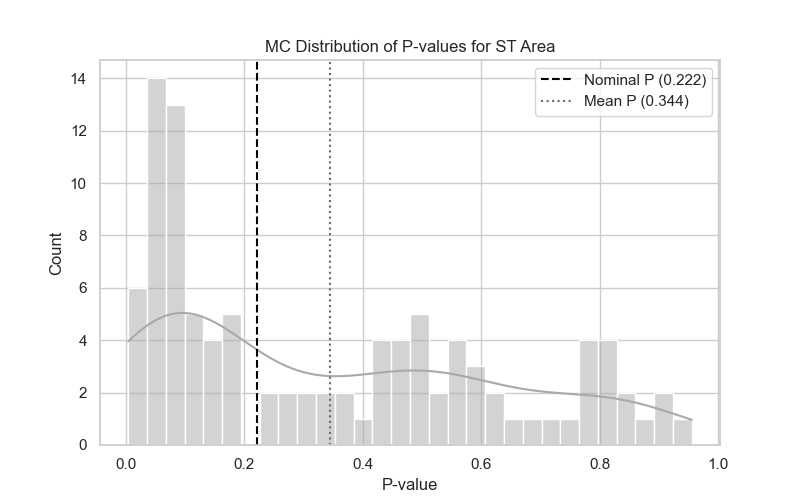 MC Distribution of P-values for ST Area
Nominal P (0.222)
Mean P (0.344)
Count
14
12
10
8
6
4
2
0
0.0 0.2 0.4 0.6 0.8 1.0
P-value